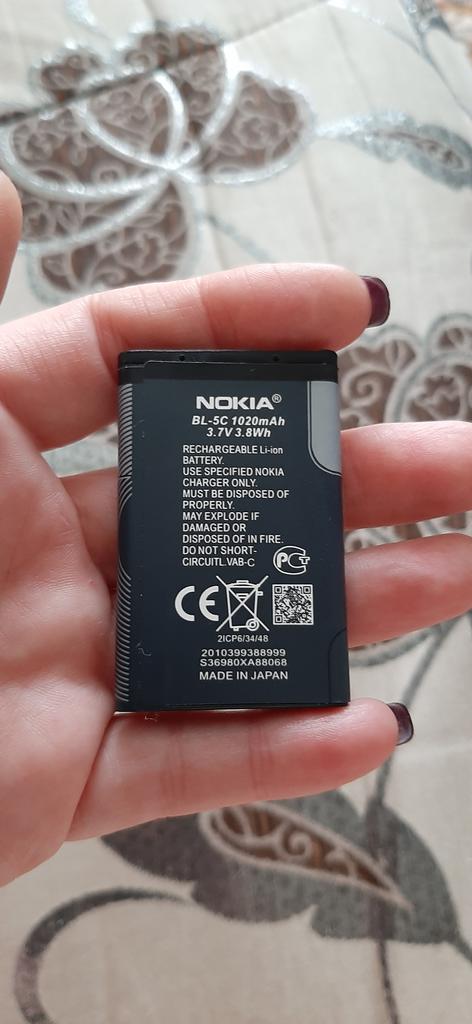 NOKIA®
BL-5C 1020mAh
3.7V 3.8Wh
RECHARGEABLE Li-ion
BATTERY.
USE SPECIFIED NOKIA
CHARGER ONLY.
MUST BE DISPOSED OF
PROPERLY.
MAY EXPLODE IF
DAMAGED OR
DISPOSED OF IN FIRE.
DO NOT SHORT-
CIRCUITL.VAB-C
PCT
CE
2ICP6/34/48
2010399388999
S36980XA88068
MADE IN JAPAN